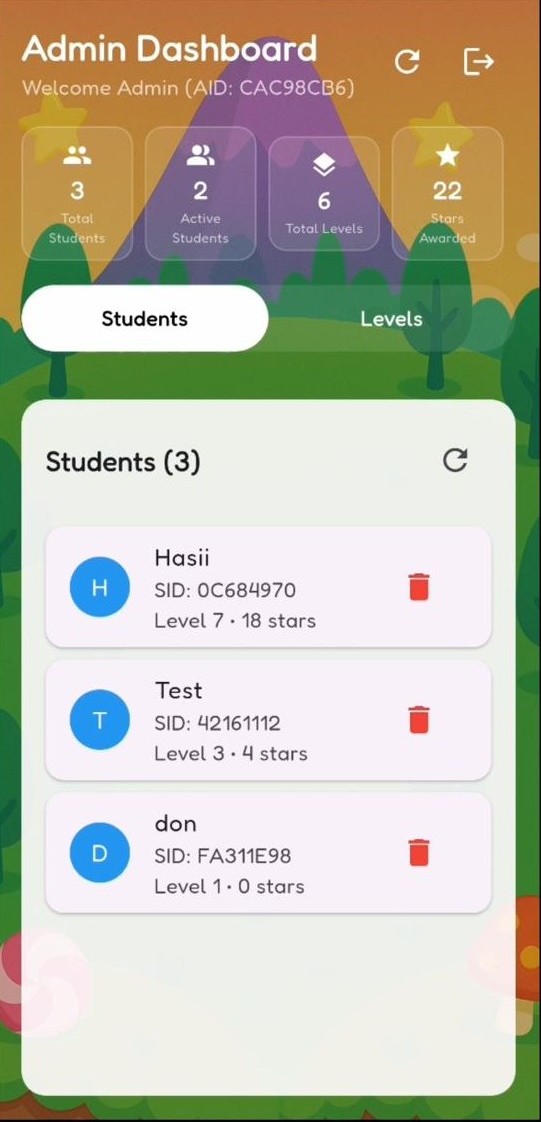 Admin Dashboard
Welcome Admin (AID: CAC98CB6)
3
Total
Students
2
Active
Students
6
Total Levels
22
Stars
Awarded
Students
Levels
Students (3)
H
Hasii
SID: 0C684970
Level 7 • 18 stars
T
Test
SID: 42161112
Level 3 • 4 stars
D
don
SID: FA311E98
Level 1 • 0 stars